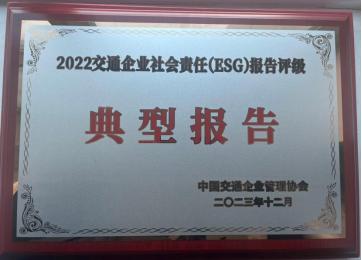 2022交通企业社会责任(ESG)报告评级
典型报告
中国交通企业管理协会
二〇二三年十二月